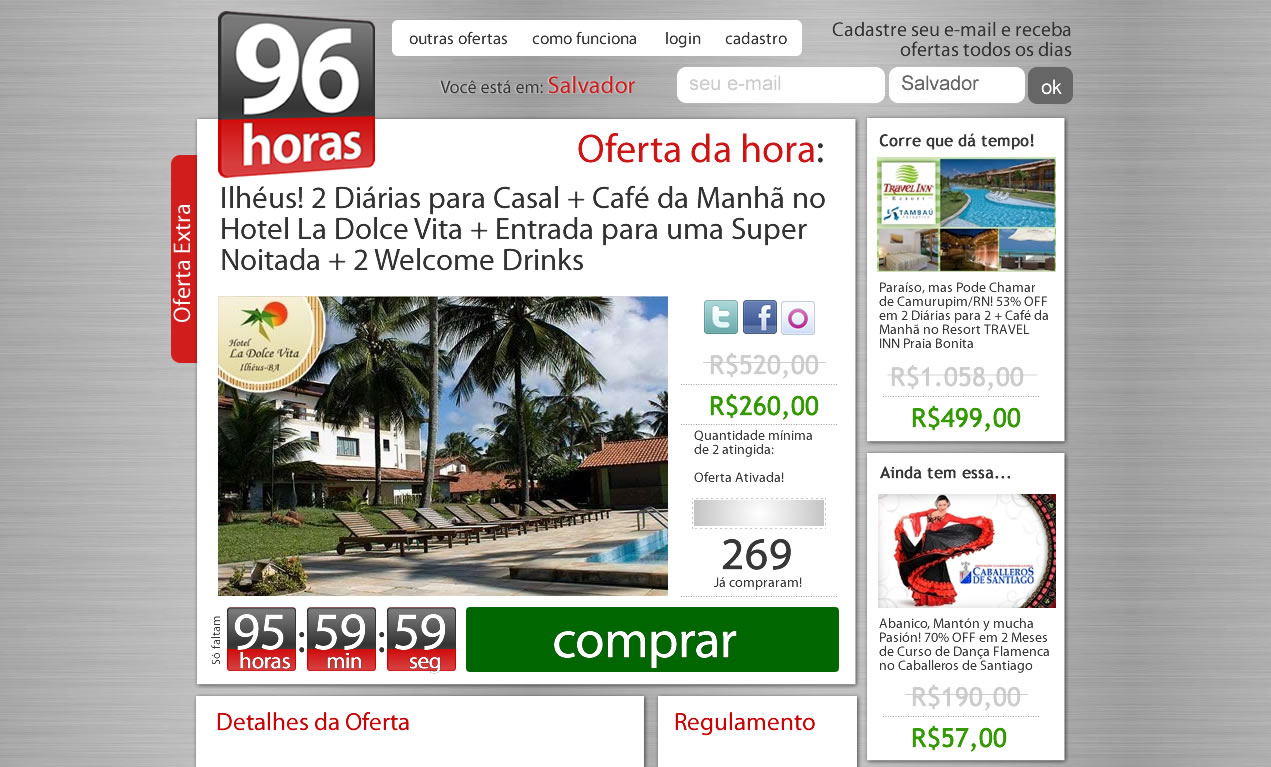 96
horas
outras ofertas como funciona login cadastro
Cadastre seu e-mail e receba
ofertas todos os dias
Você está em: Salvador
seu e-mail Salvador ok
Oferta Extra
Oferta da hora:
Ilhéus! 2 Diárias para Casal + Café da Manhã no
Hotel La Dolce Vita + Entrada para uma Super
Noitada + 2 Welcome Drinks
Hotel
La Dolce Vita
Ilhéus-BA
t f
R$520,00
R$260,00
Quantidade mínima
de 2 atingida:
Oferta Ativada!
269
Já compraram!
Só faltam
95 : 59 : 59
horas min seg
comprar
Detalhes da Oferta
Regulamento
Corre que dá tempo!
TRAVEL INN
RESORT
TAMBAÚ
Paraíso, mas Pode Chamar
de Camurupim/RN! 53% OFF
em 2 Diárias para 2 + Café da
Manhã no Resort TRAVEL
INN Praia Bonita
R$1.058,00
R$499,00
Ainda tem essa...
CABALLEROS
DE SANTIAGO
Abanico, Mantón y mucha
Pasión! 70% OFF em 2 Meses
de Curso de Dança Flamenca
no Caballeros de Santiago
R$190,00
R$57,00